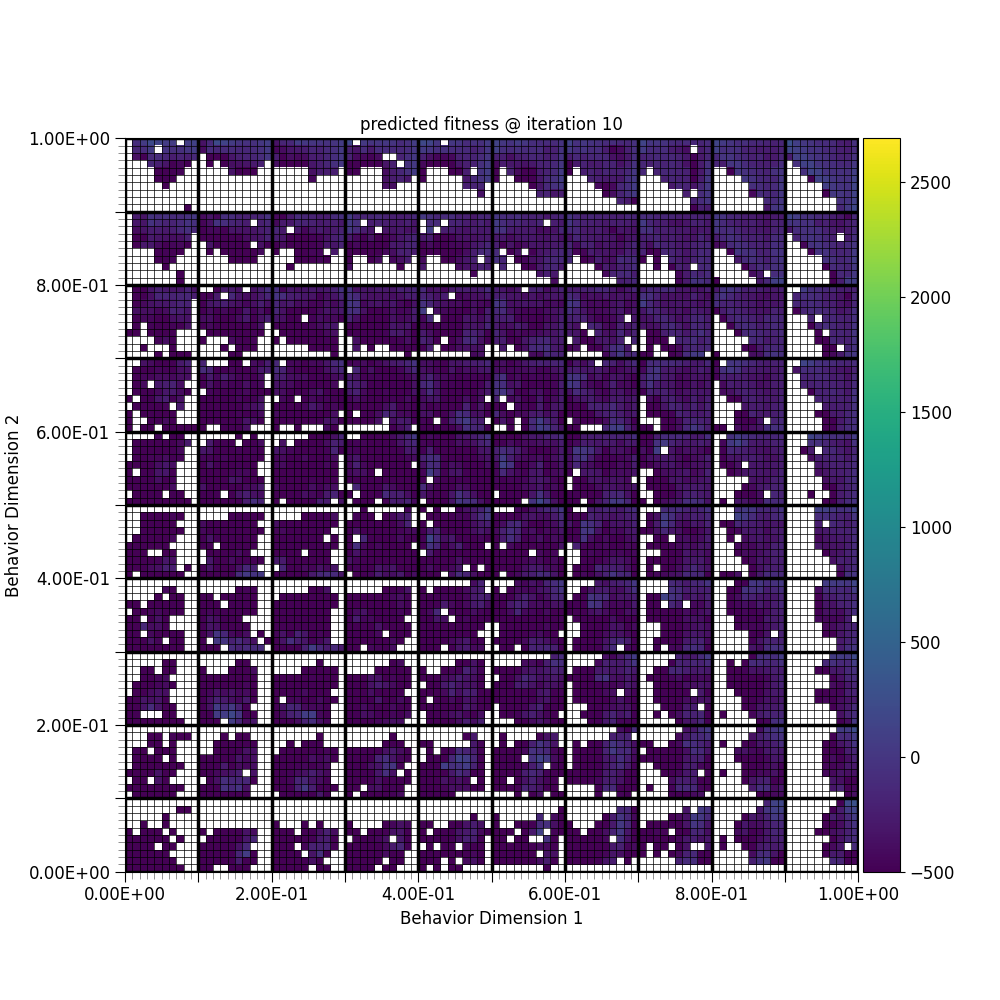 predicted fitness @ iteration 10
1.00E+00
8.00E-01
6.00E-01
4.00E-01
2.00E-01
0.00E+00
Behavior Dimension 2
0.00E+00 2.00E-01 4.00E-01 6.00E-01 8.00E-01 1.00E+00
Behavior Dimension 1
2500
2000
1500
1000
500
0
−500